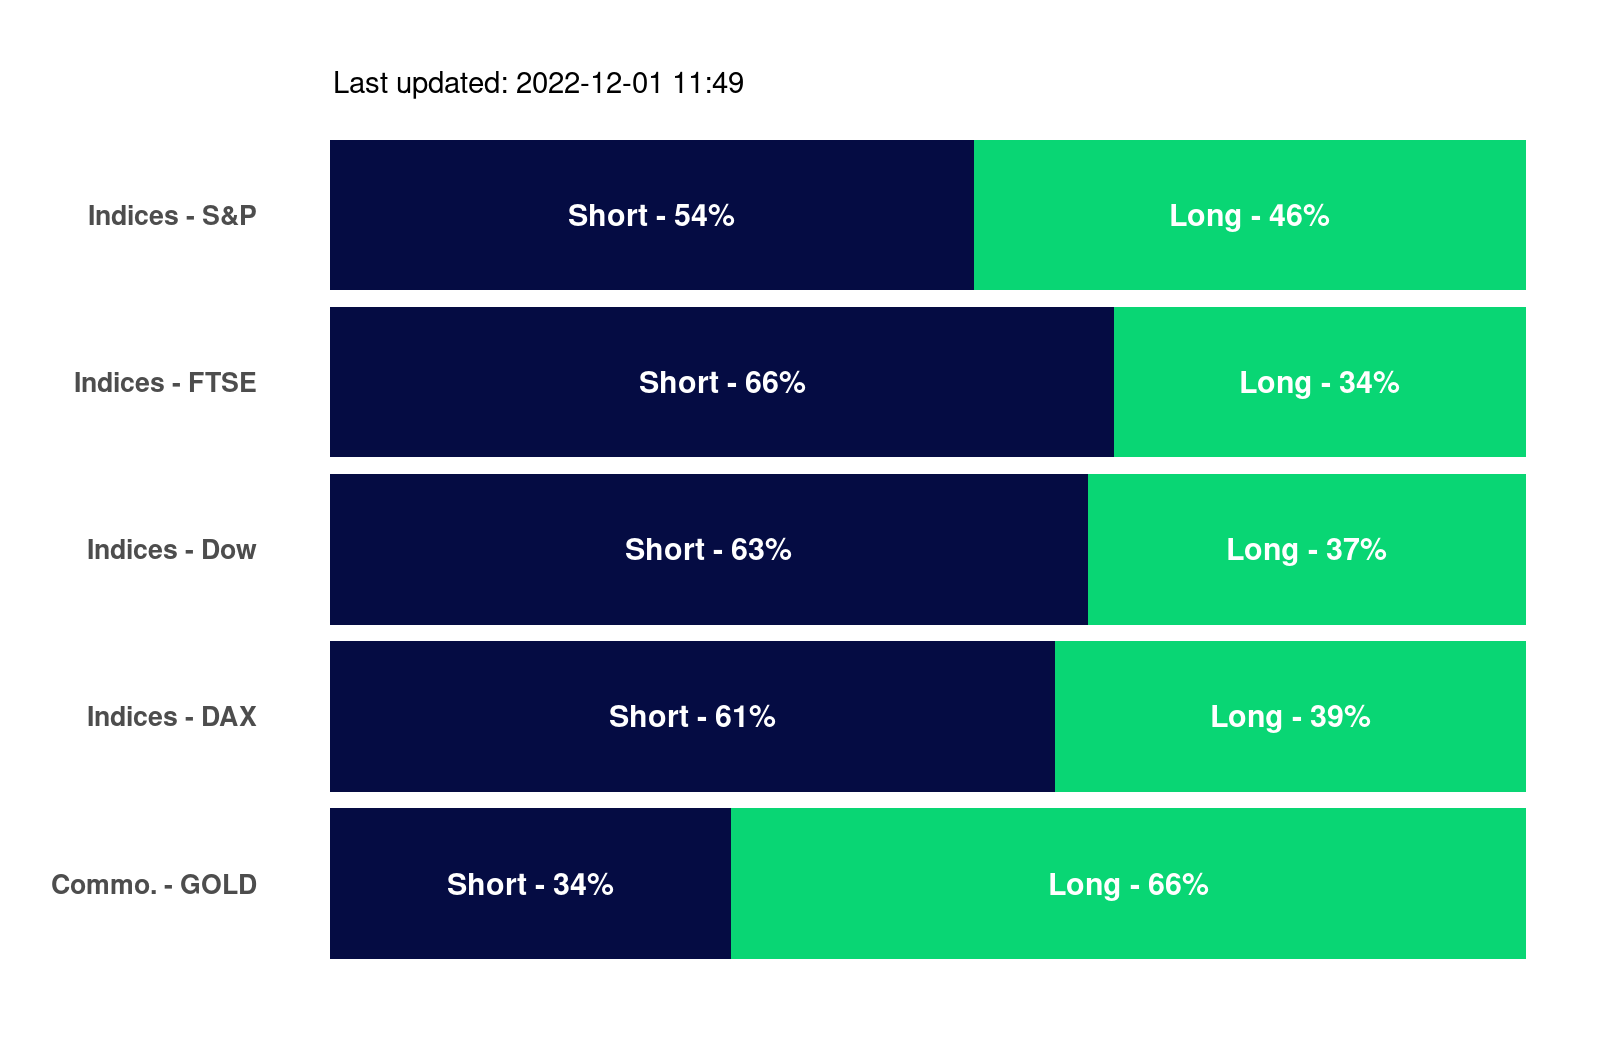 Last updated: 2022-12-01 11:49
Indices - S&P Short - 54% Long - 46%
Indices - FTSE Short - 66% Long - 34%
Indices - Dow Short - 63% Long - 37%
Indices - DAX Short - 61% Long - 39%
Commo. - GOLD Short - 34% Long - 66%